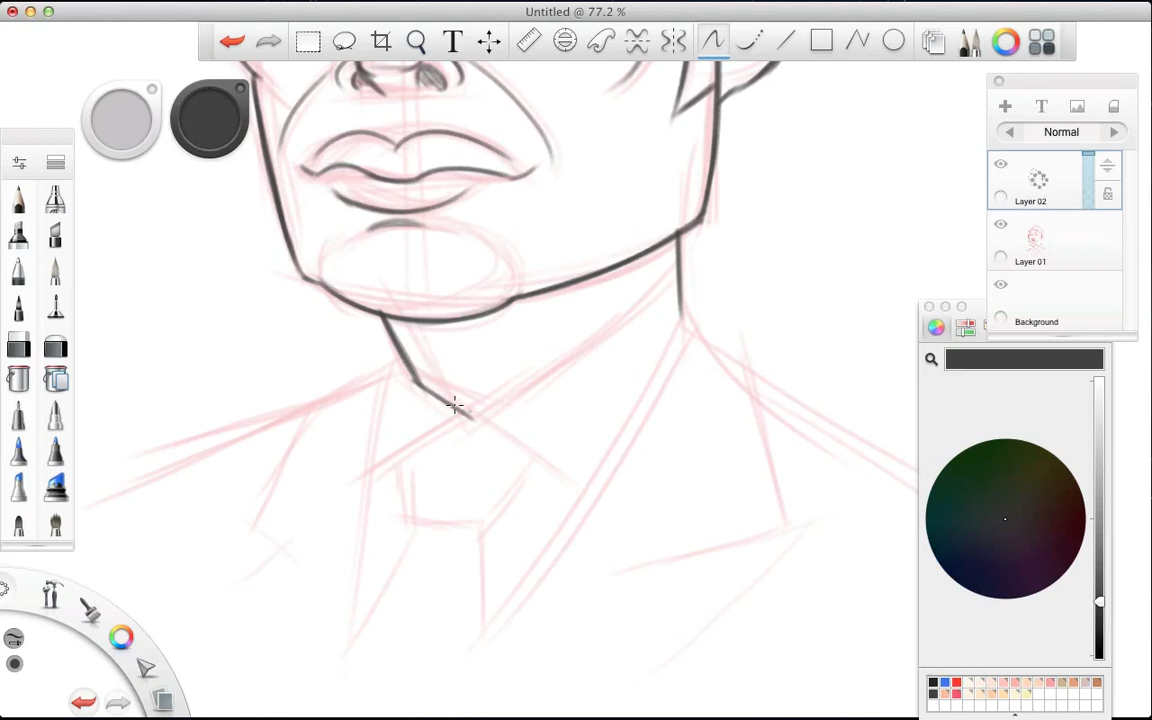 Untitled @ 77.2 %
T
T
Normal
Layer 02
Layer 01
Background